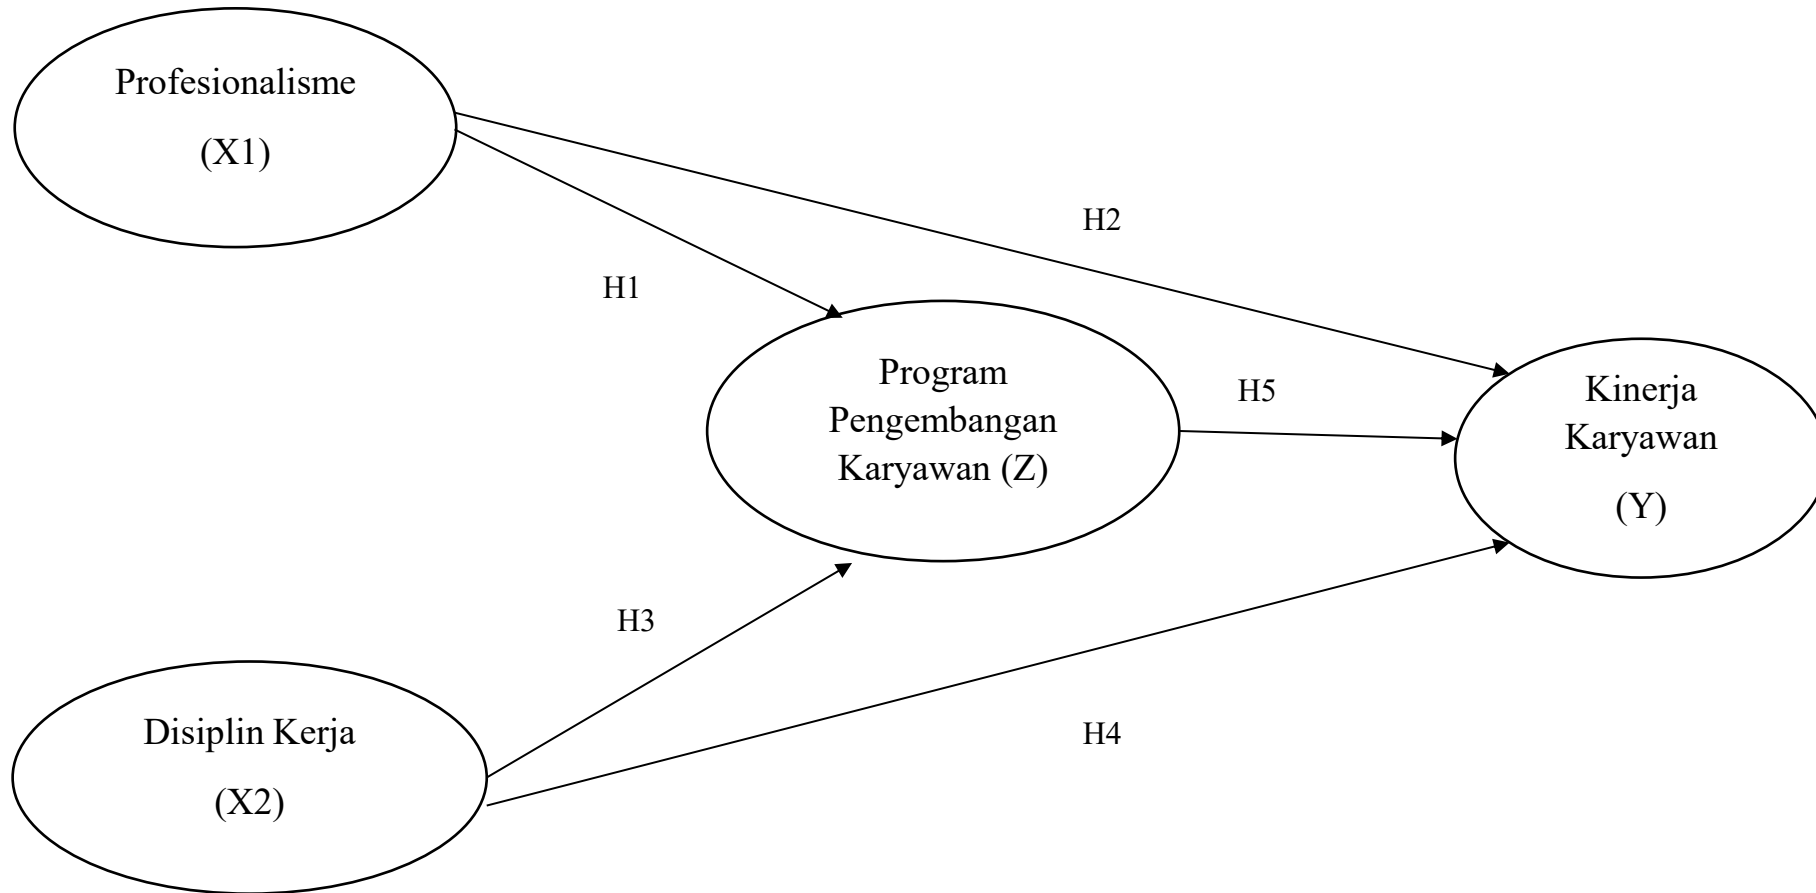 Profesionalisme
(X1)
H2
H1
Program
Pengembangan
Karyawan (Z)
H5
Kinerja
Karyawan
(Y)
H3
Disiplin Kerja
(X2)
H4